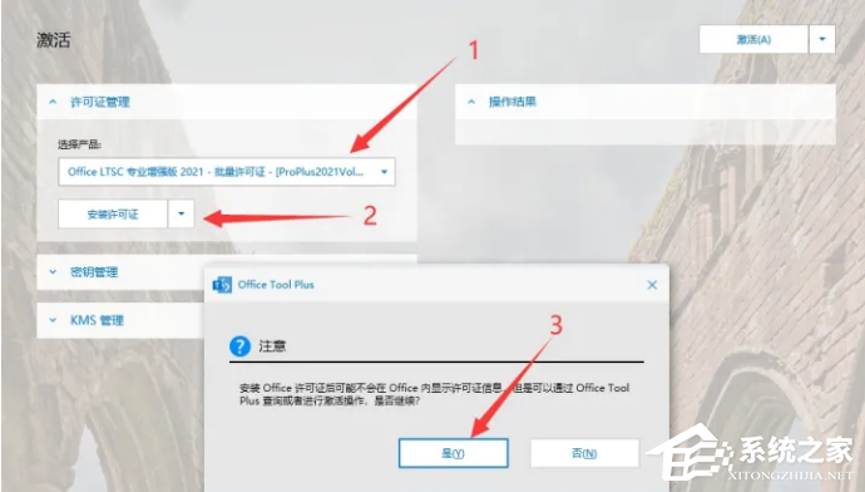 激活
激活(A)
1
许可证管理
操作结果
选择产品:
Office LTSC 专业增强版 2021 - 批量许可证 - [ProPlus2021Vol...
安装许可证
2
密钥管理
KMS 管理
Office Tool Plus
3
注意
安装 Office 许可证后可能不会在 Office 内显示许可证信息，但是可以通过 Office Tool
Plus 查询或者进行激活操作。是否继续?
是(Y)
否(N)
系统之家
XITONGZHIJIA.NET